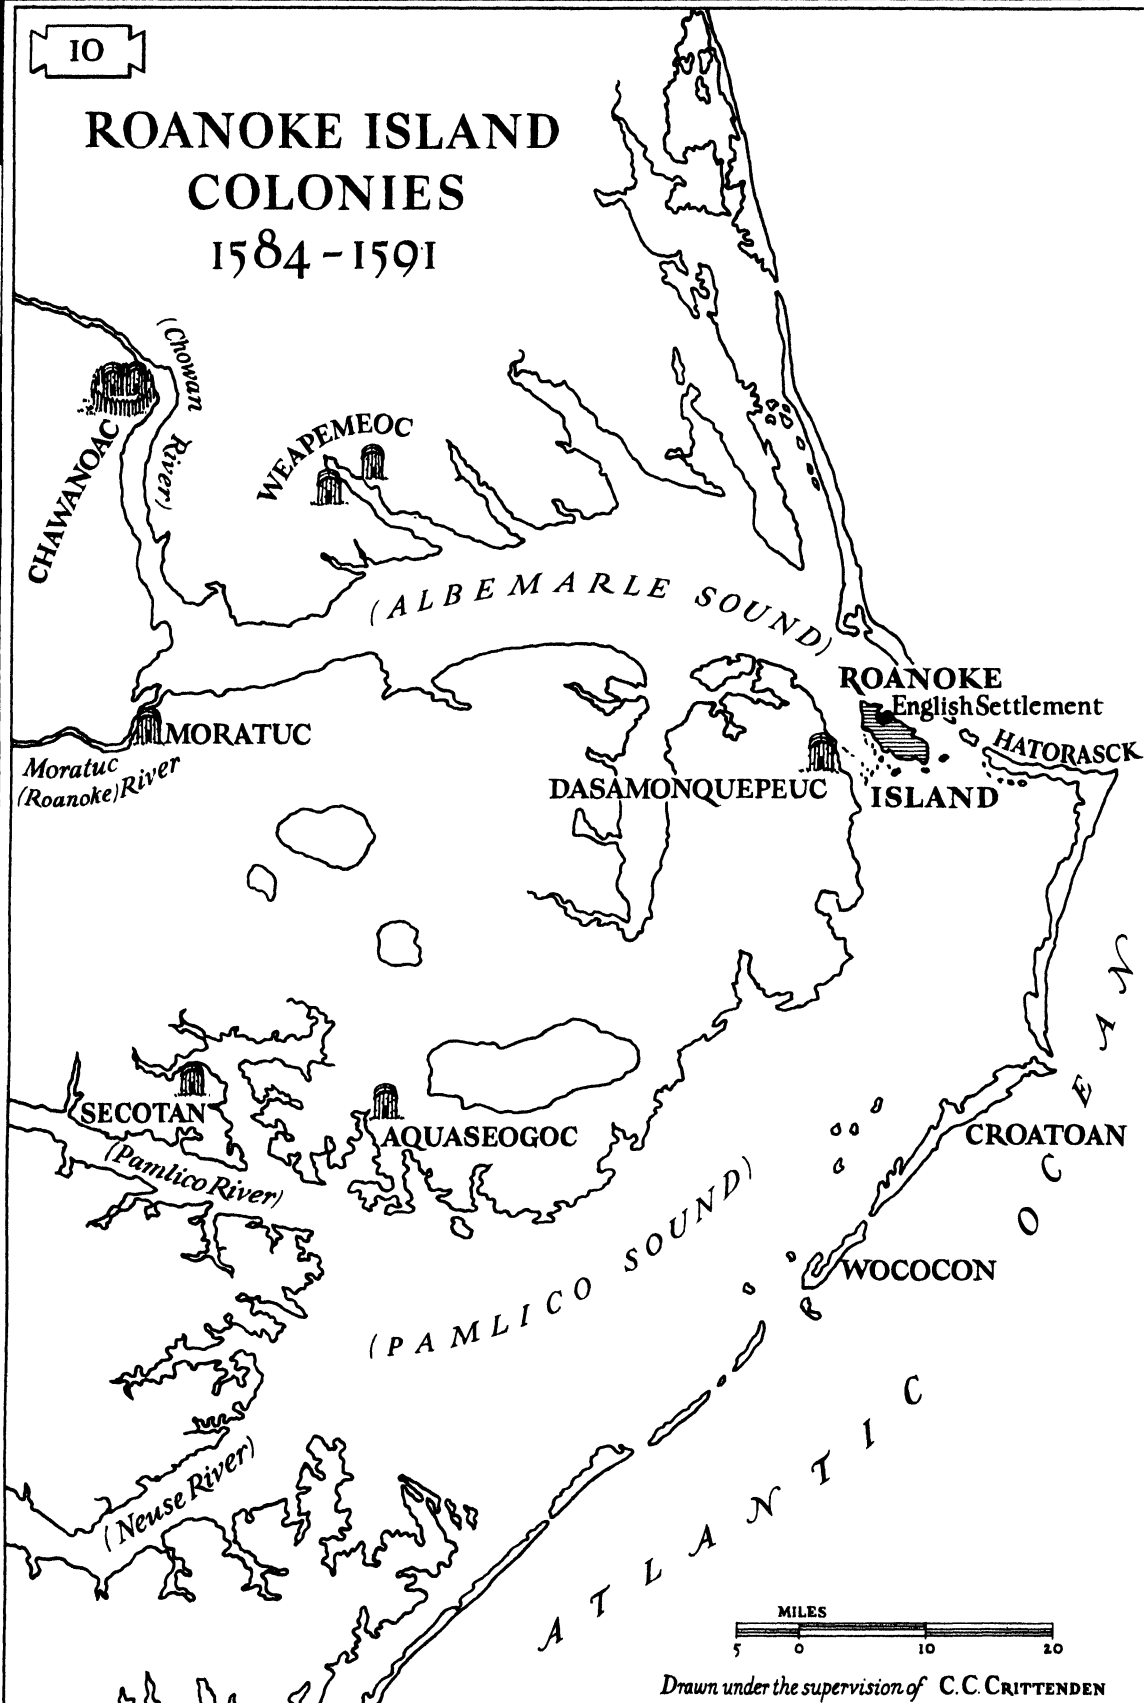 10
ROANOKE ISLAND
COLONIES
1584-1591
(Chowan River)
CHAWANOAC
WEAPEMEOC
(ALBEMARLE SOUND)
ROANOKE
English Settlement
HATORASCK
MORATUC
Moratuc
(Roanoke) River
DASAMONQUEPEUC
ISLAND
SECOTAN
AQUASEOGOC
CROATOAN
(Pamlico River)
(PAMLICO SOUND)
WOCOCON
(Neuse River)
ATLANTIC OCEAN
MILES
5 0 10 20
Drawn under the supervision of C.C. CRITTENDEN